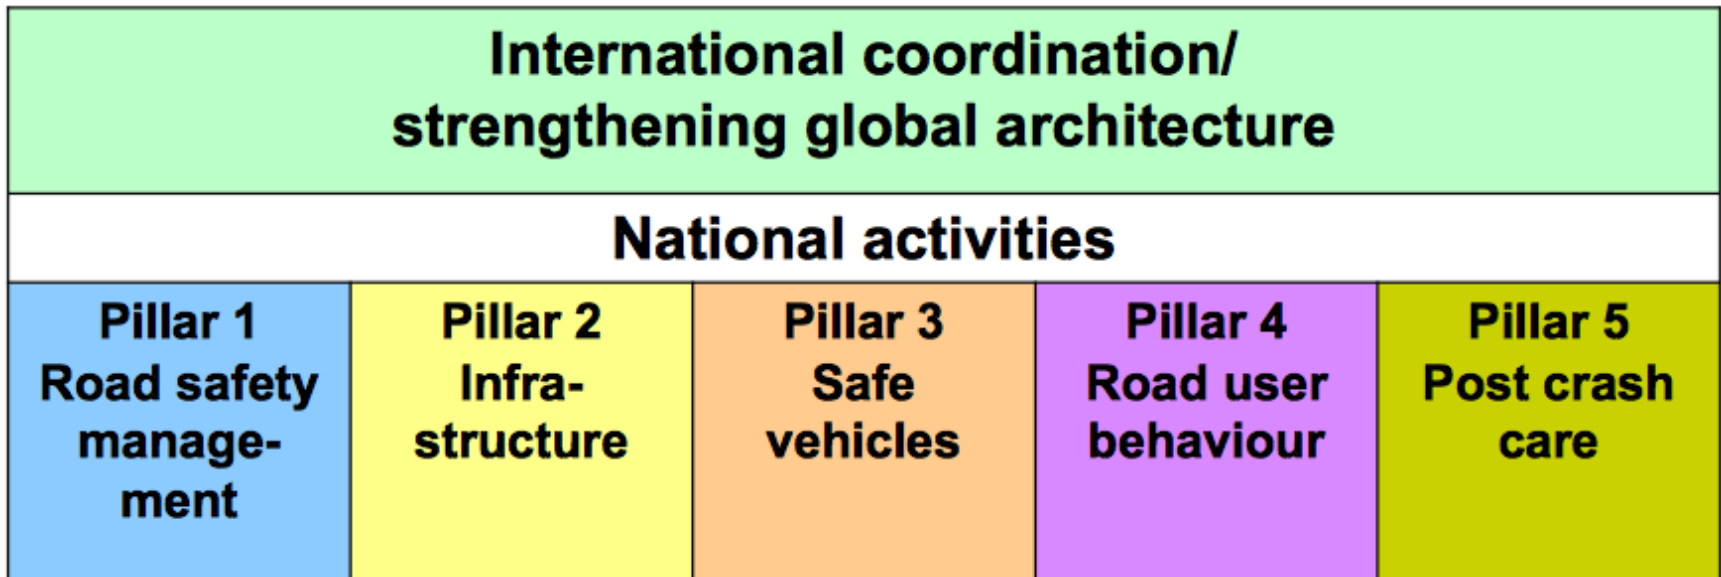 International coordination/
strengthening global architecture
National activities
Pillar 1
Road safety
manage-
ment
Pillar 2
Infra-
structure
Pillar 3
Safe
vehicles
Pillar 4
Road user
behaviour
Pillar 5
Post crash
care